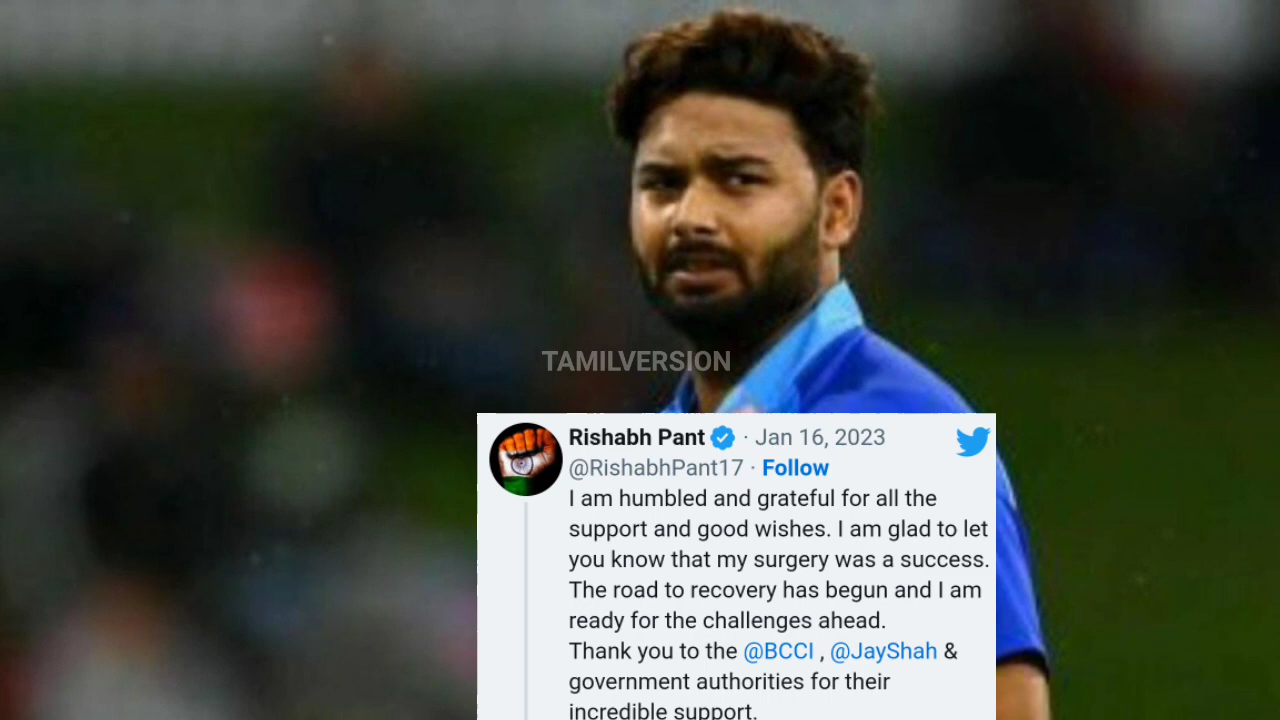 TAMILVERSION
Rishabh Pant · Jan 16, 2023
@RishabhPant17 · Follow
I am humbled and grateful for all the
support and good wishes. I am glad to let
you know that my surgery was a success.
The road to recovery has begun and I am
ready for the challenges ahead.
Thank you to the @BCCI , @JayShah &
government authorities for their
incredible support.